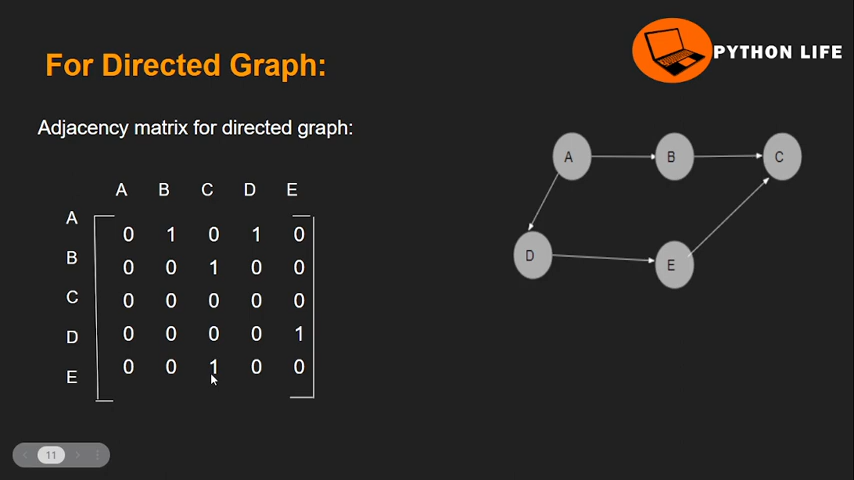 For Directed Graph:
PYTHON LIFE
Adjacency matrix for directed graph:
A B C D E
A 0 1 0 1 0
B 0 0 1 0 0
C 0 0 0 0 0
D 0 0 0 0 1
E 0 0 1 0 0
A B C
D E
11